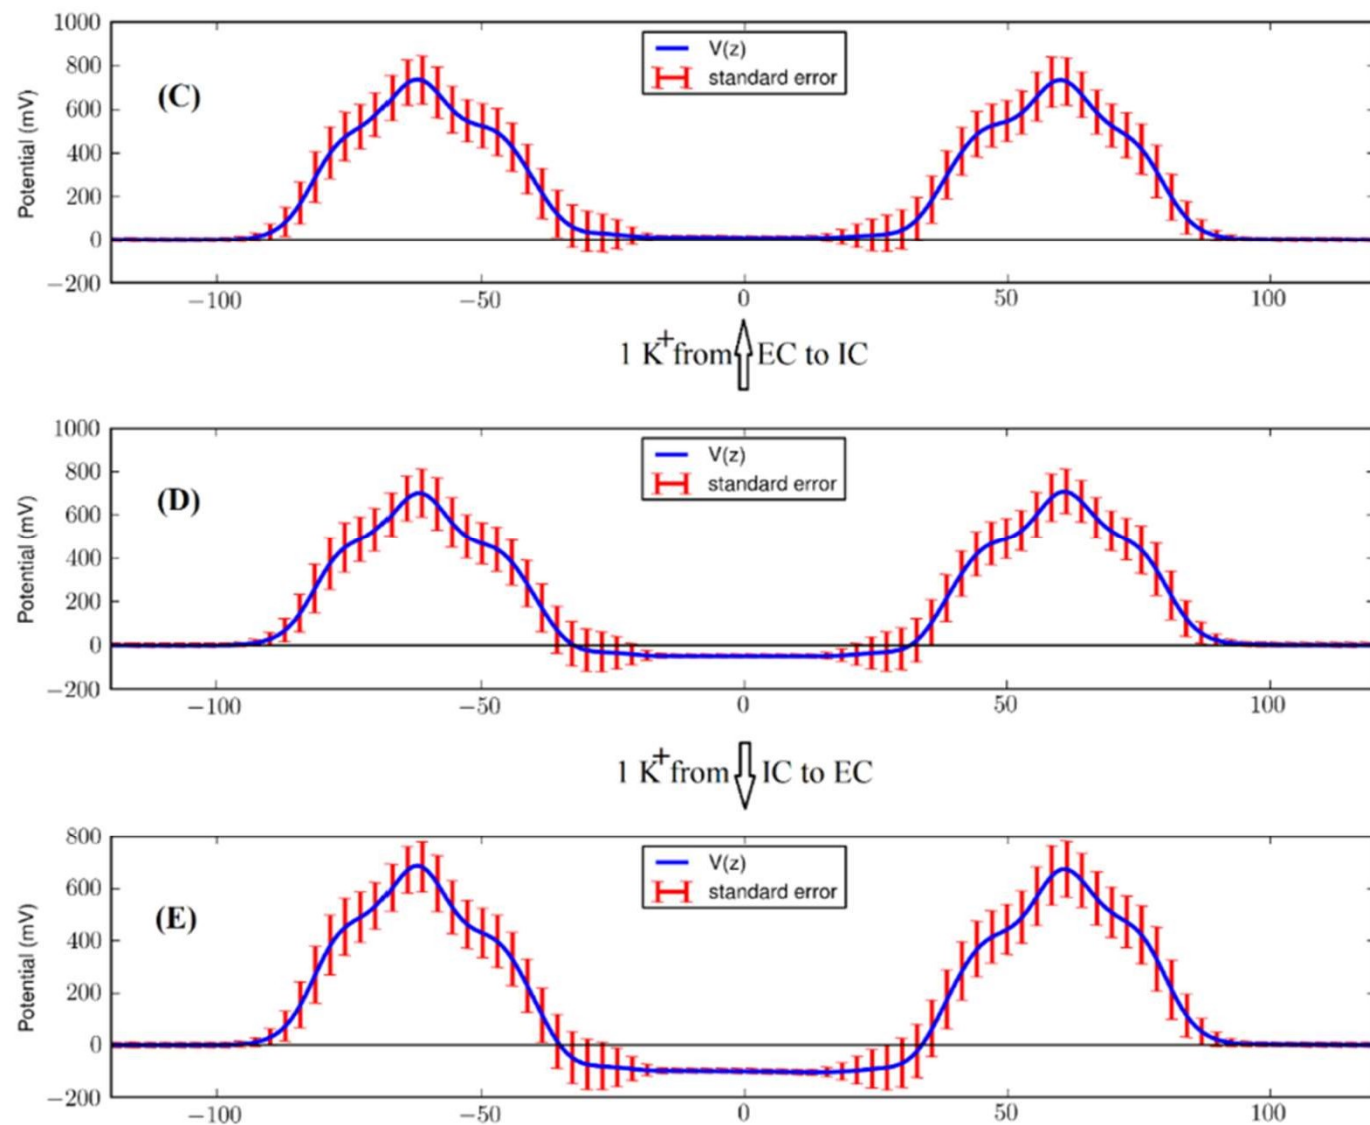 1000
800
600
400
200
0
−200
Potential (mV)
(C)
V(z)
standard error
−100 −50 0 50 100
1 K+ from EC to IC
1000
800
600
400
200
0
−200
Potential (mV)
(D)
V(z)
standard error
−100 −50 0 50 100
1 K+ from IC to EC
800
600
400
200
0
−200
Potential (mV)
(E)
V(z)
standard error
−100 −50 0 50 100